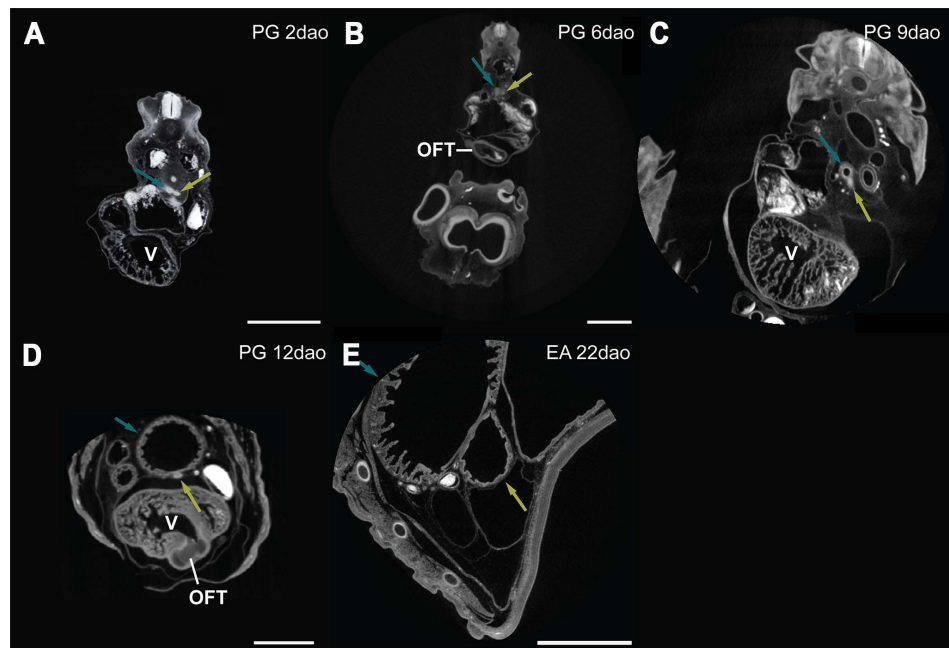 A PG 2dao
B PG 6dao
C PG 9dao
V
OFT
V
D PG 12dao
E EA 22dao
V
OFT